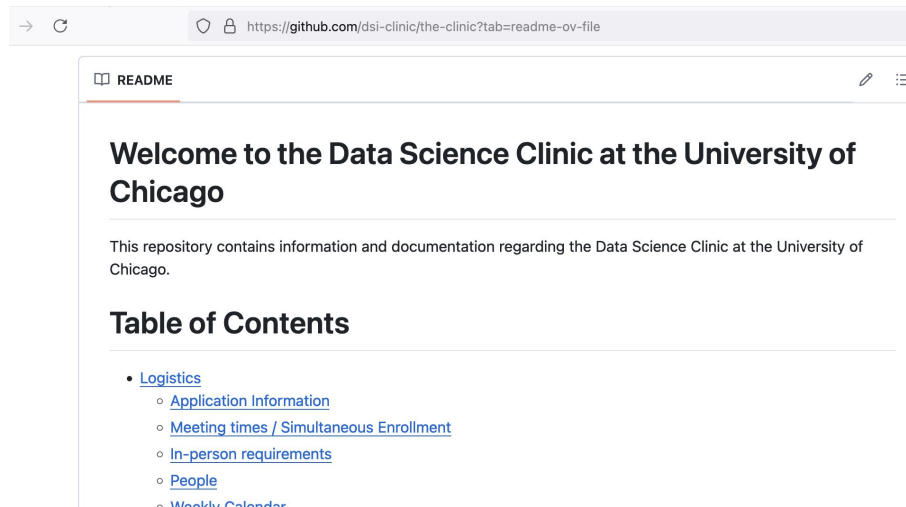 https://github.com/dsi-clinic/the-clinic?tab=readme-ov-file
README
Welcome to the Data Science Clinic at the University of
Chicago
This repository contains information and documentation regarding the Data Science Clinic at the University of
Chicago.
Table of Contents
Logistics
Application Information
Meeting times / Simultaneous Enrollment
In-person requirements
People
Weekly Calendar